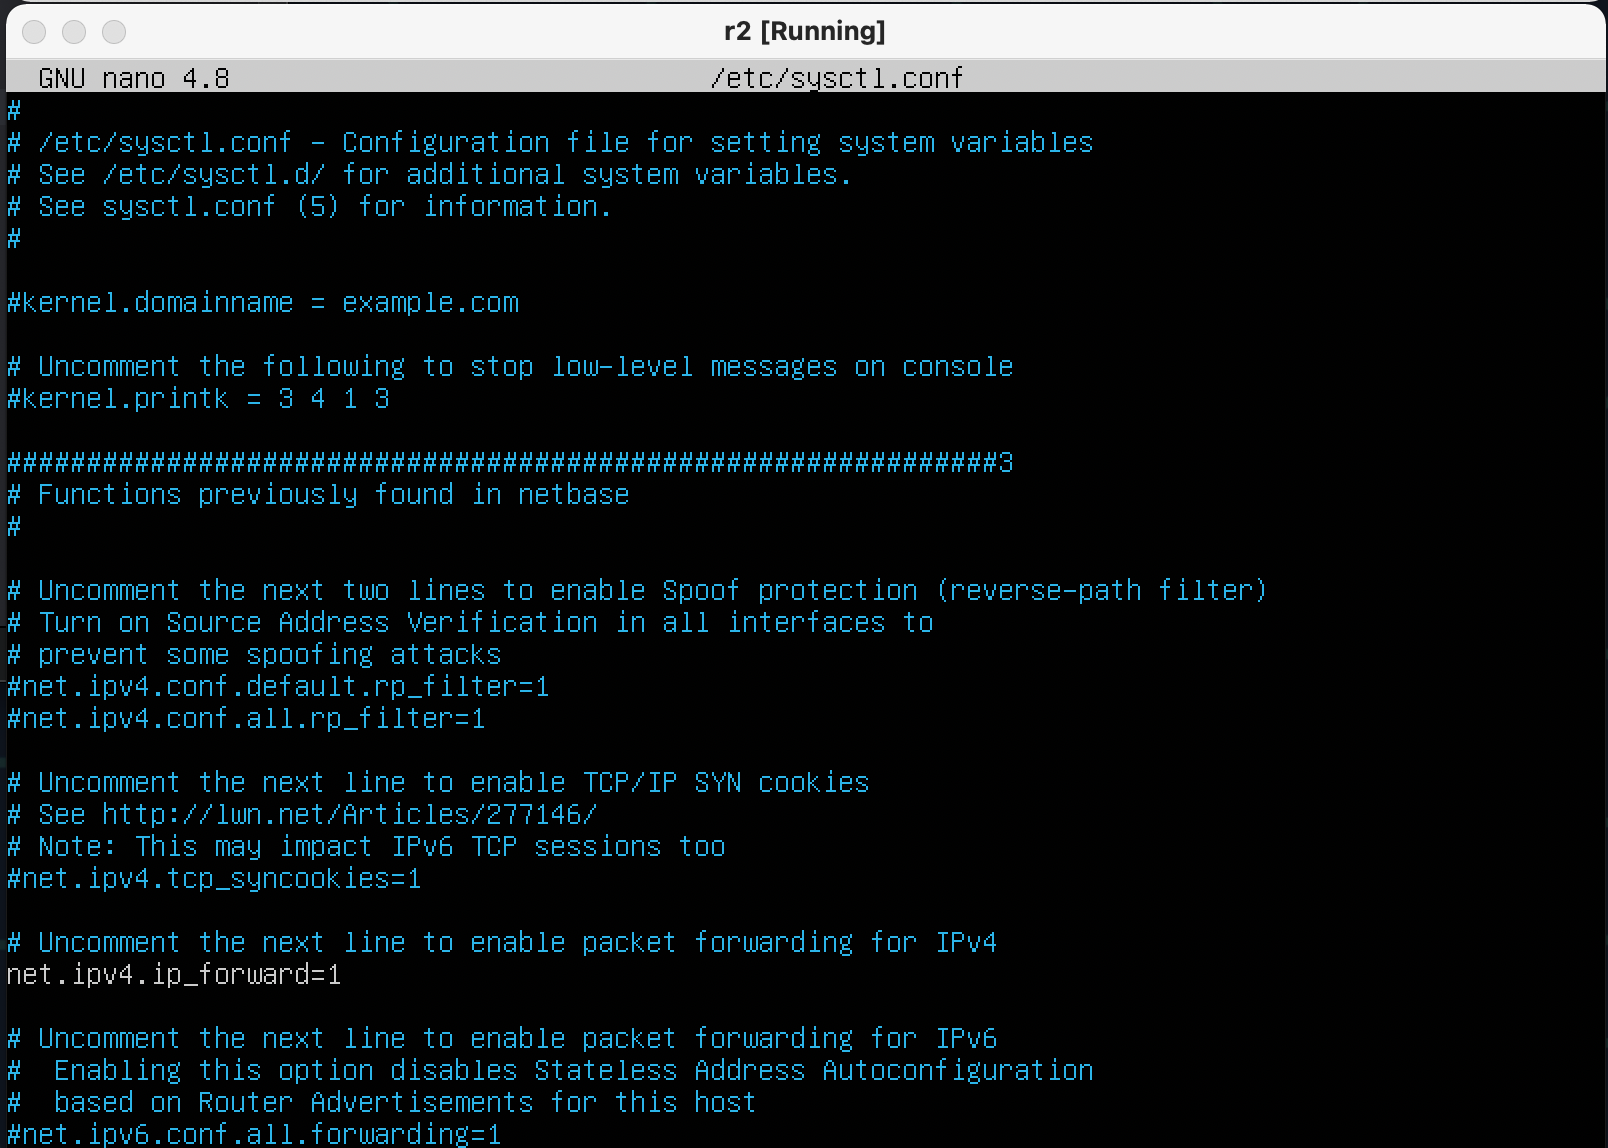 r2 [Running]
GNU nano 4.8 /etc/sysctl.conf
#
# /etc/sysctl.conf - Configuration file for setting system variables
# See /etc/sysctl.d/ for additional system variables.
# See sysctl.conf (5) for information.
#
#kernel.domainname = example.com
# Uncomment the following to stop low-level messages on console
#kernel.printk = 3 4 1 3
##############################################################3
# Functions previously found in netbase
#
# Uncomment the next two lines to enable Spoof protection (reverse-path filter)
# Turn on Source Address Verification in all interfaces to
# prevent some spoofing attacks
#net.ipv4.conf.default.rp_filter=1
#net.ipv4.conf.all.rp_filter=1
# Uncomment the next line to enable TCP/IP SYN cookies
# See http://lwn.net/Articles/277146/
# Note: This may impact IPv6 TCP sessions too
#net.ipv4.tcp_syncookies=1
# Uncomment the next line to enable packet forwarding for IPv4
net.ipv4.ip_forward=1
# Uncomment the next line to enable packet forwarding for IPv6
#  Enabling this option disables Stateless Address Autoconfiguration
#  based on Router Advertisements for this host
#net.ipv6.conf.all.forwarding=1